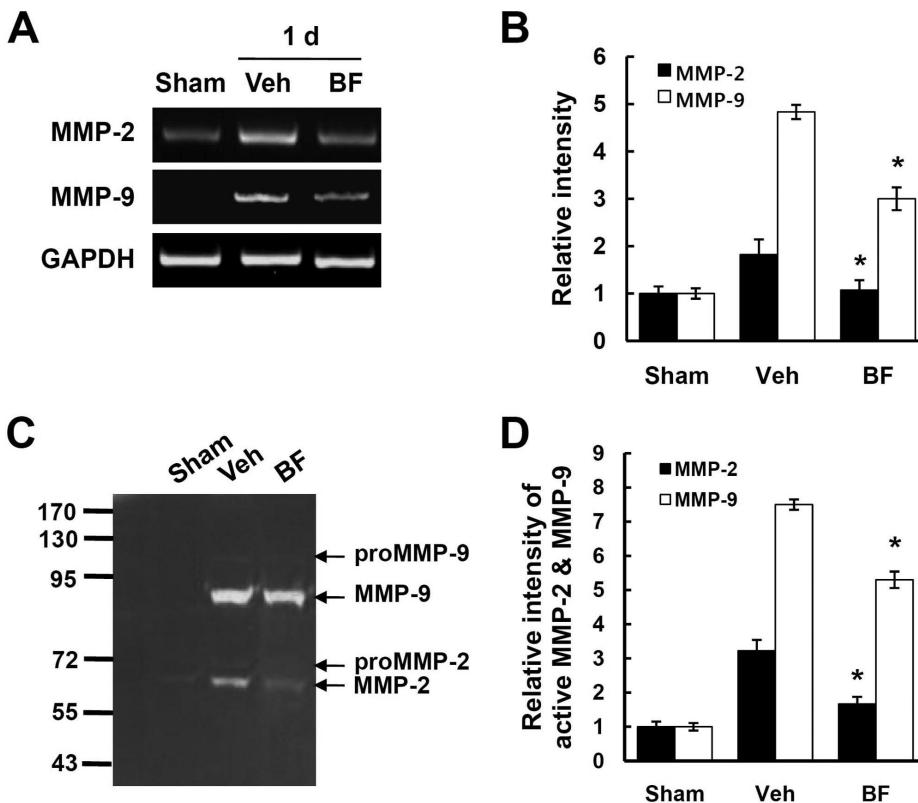 A
1 d
Sham Veh BF
MMP-2
MMP-9
GAPDH
B
6
5
4
3
2
1
0
Relative intensity
MMP-2
MMP-9
*
*
Sham Veh BF
C
Sham Veh BF
170
130
95
72
55
43
proMMP-9
MMP-9
proMMP-2
MMP-2
D
9
8
7
6
5
4
3
2
1
0
Relative intensity of
active MMP-2 & MMP-9
MMP-2
MMP-9
*
*
Sham Veh BF